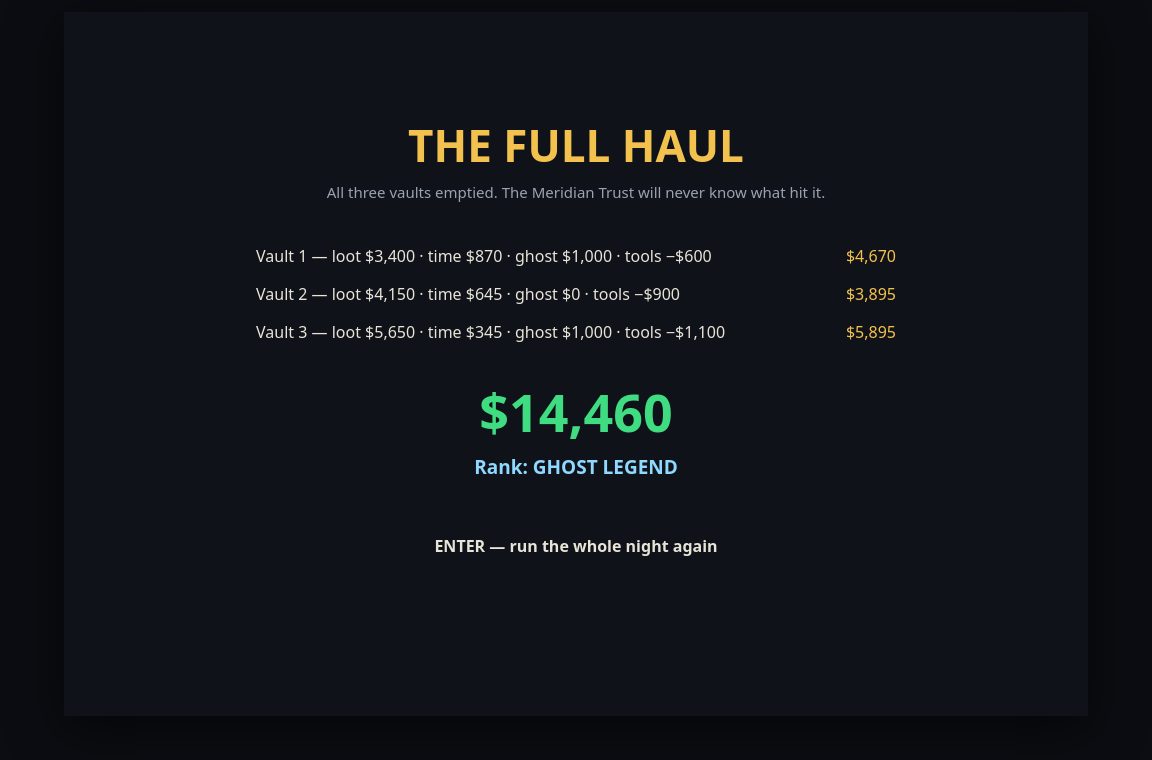 THE FULL HAUL
All three vaults emptied. The Meridian Trust will never know what hit it.
Vault 1 — loot $3,400 · time $870 · ghost $1,000 · tools −$600 $4,670
Vault 2 — loot $4,150 · time $645 · ghost $0 · tools −$900 $3,895
Vault 3 — loot $5,650 · time $345 · ghost $1,000 · tools −$1,100 $5,895
$14,460
Rank: GHOST LEGEND
ENTER — run the whole night again